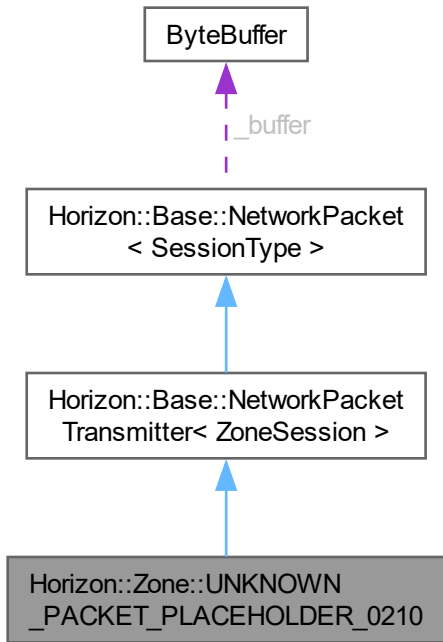 ByteBuffer
_buffer
Horizon::Base::NetworkPacket
< SessionType >
Horizon::Base::NetworkPacket
Transmitter< ZoneSession >
Horizon::Zone::UNKNOWN
_PACKET_PLACEHOLDER_0210